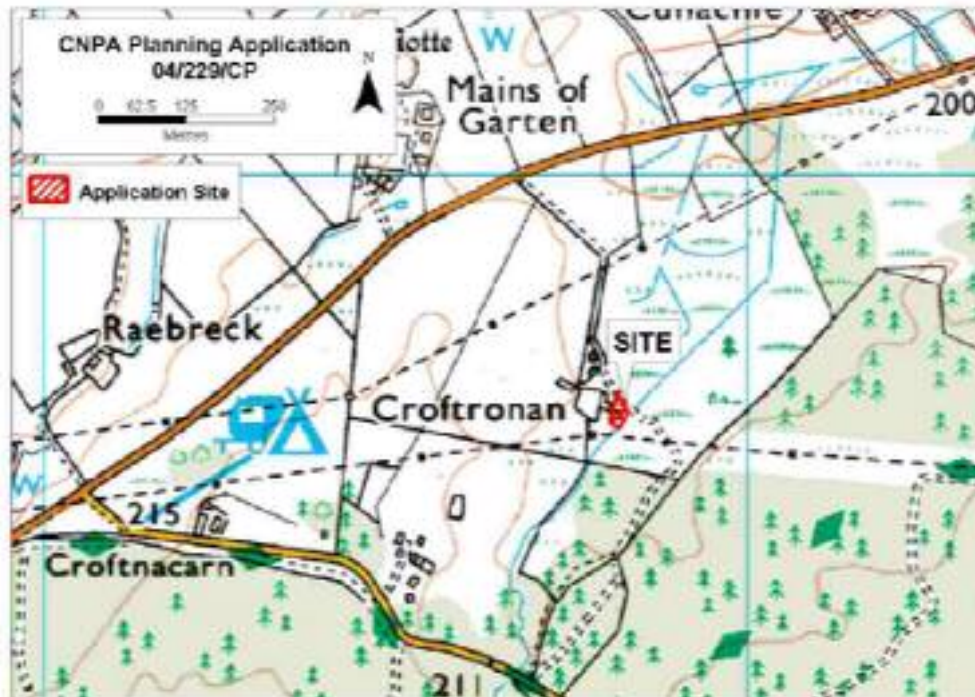 CNPA Planning Application
04/229/CP
N
0 62.5 125 250
Metres
Application Site
W
Mains of
Garten
200
Raebreck
SITE
Croftronan
W
215
Croftnacarn
211